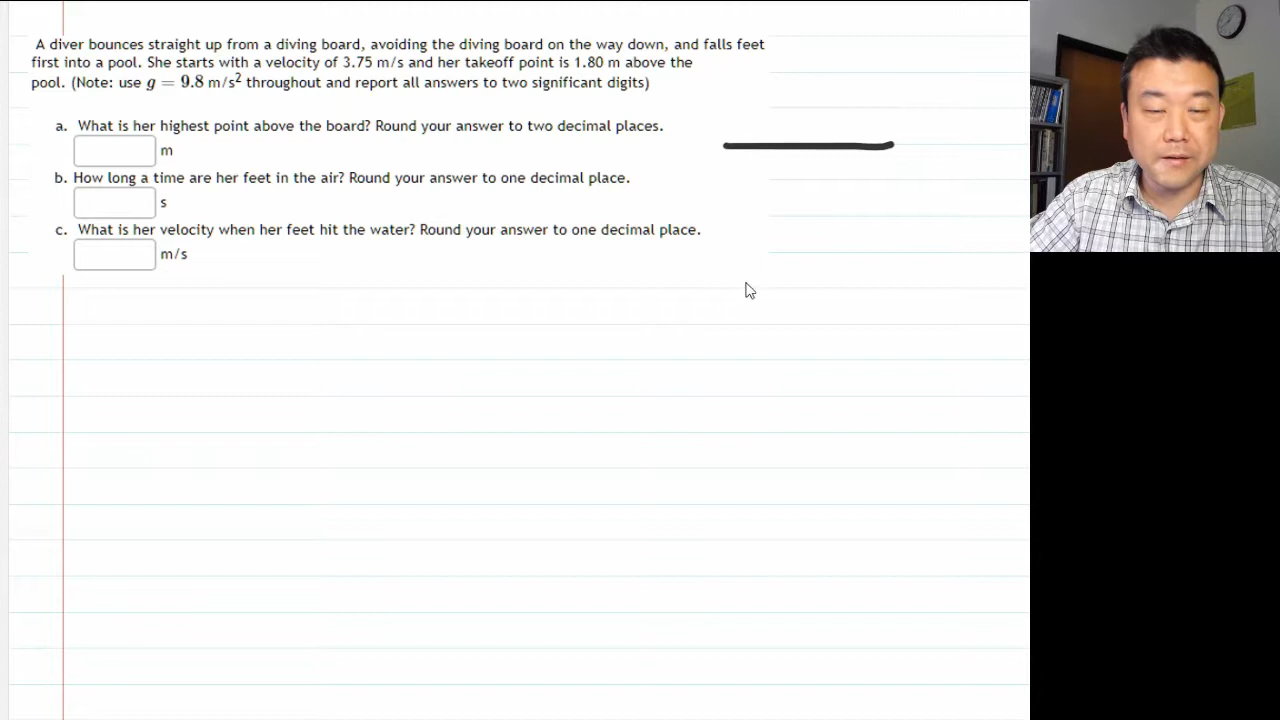 A diver bounces straight up from a diving board, avoiding the diving board on the way down, and falls feet
first into a pool. She starts with a velocity of 3.75 m/s and her takeoff point is 1.80 m above the
pool. (Note: use g = 9.8 m/s² throughout and report all answers to two significant digits)
a. What is her highest point above the board? Round your answer to two decimal places.
m
b. How long a time are her feet in the air? Round your answer to one decimal place.
s
c. What is her velocity when her feet hit the water? Round your answer to one decimal place.
m/s